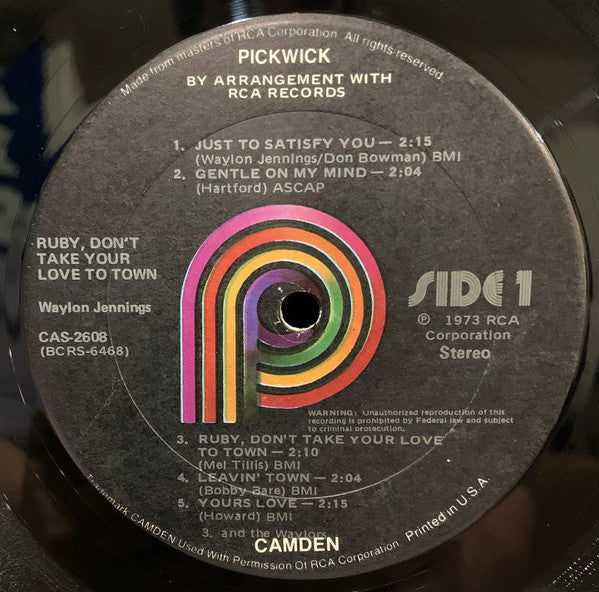 Made from masters of RCA Corporation. All rights reserved.
PICKWICK
BY ARRANGEMENT WITH
RCA RECORDS
1. JUST TO SATISFY YOU — 2:15
(Waylon Jennings/Don Bowman) BMI
2. GENTLE ON MY MIND — 2:04
(Hartford) ASCAP
RUBY, DON'T
TAKE YOUR
LOVE TO TOWN
Waylon Jennings
CAS-2608
(BCRS-6468)
SIDE 1
℗ 1973 RCA
Corporation
Stereo
WARNING: Unauthorized reproduction of this
recording is prohibited by Federal law and subject
to criminal prosecution.
3. RUBY, DON'T TAKE YOUR LOVE
TO TOWN — 2:10
(Mel Tillis) BMI
4. LEAVIN' TOWN — 2:04
(Bobby Bare) BMI
5. YOURS LOVE — 2:15
(Howard) BMI
3. and the Waylors
CAMDEN
Trademark CAMDEN Used With Permission Of RCA Corporation. Printed in U.S.A.